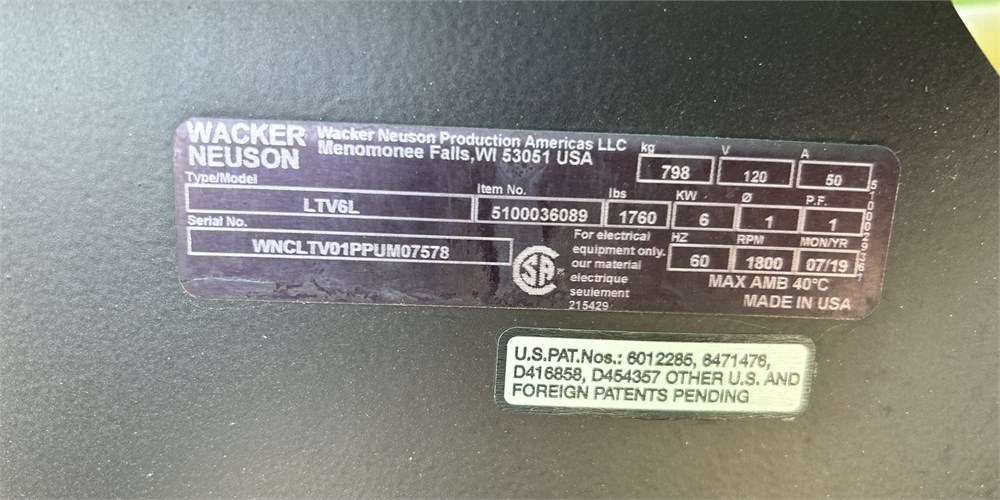 WACKER
NEUSON
Wacker Neuson Production Americas LLC
Menomonee Falls,WI 53051 USA
kg
V
A
798
120
50
Type/Model
LTV6L
Item No.
5100036089
lbs
1760
KW
6
Ø
1
P.F.
1
Serial No.
WNCLTV01PPUM07578
CSA
For electrical
equipment only.
our material
electrique
seulement
215429
HZ
60
RPM
1800
MON/YR
07/19
MAX AMB 40°C
MADE IN USA
U.S.PAT.Nos.: 6012285, 6471476,
D416858, D454357 OTHER U.S. AND
FOREIGN PATENTS PENDING